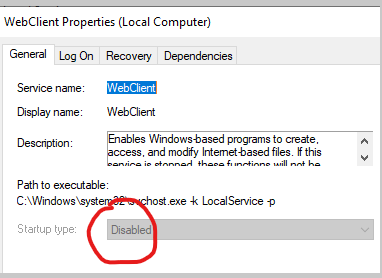 WebClient Properties (Local Computer)
General Log On Recovery Dependencies
Service name: WebClient
Display name: WebClient
Description: Enables Windows-based programs to create,
access, and modify Internet-based files. If this
service is stopped, these functions will not be
Path to executable:
C:\Windows\system32\svchost.exe -k LocalService -p
Startup type: Disabled